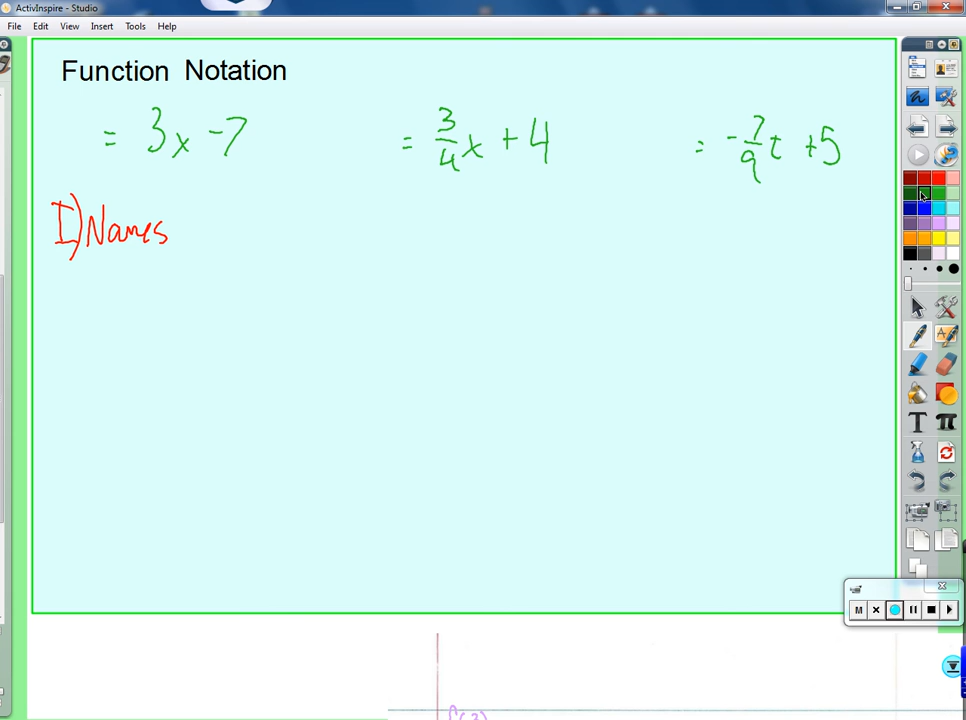 ActivInspire - Studio
File Edit View Insert Tools Help
Function Notation
= 3x - 7
= 3/4 x + 4
= - 7/9 t + 5
I) Names
M
f(3)